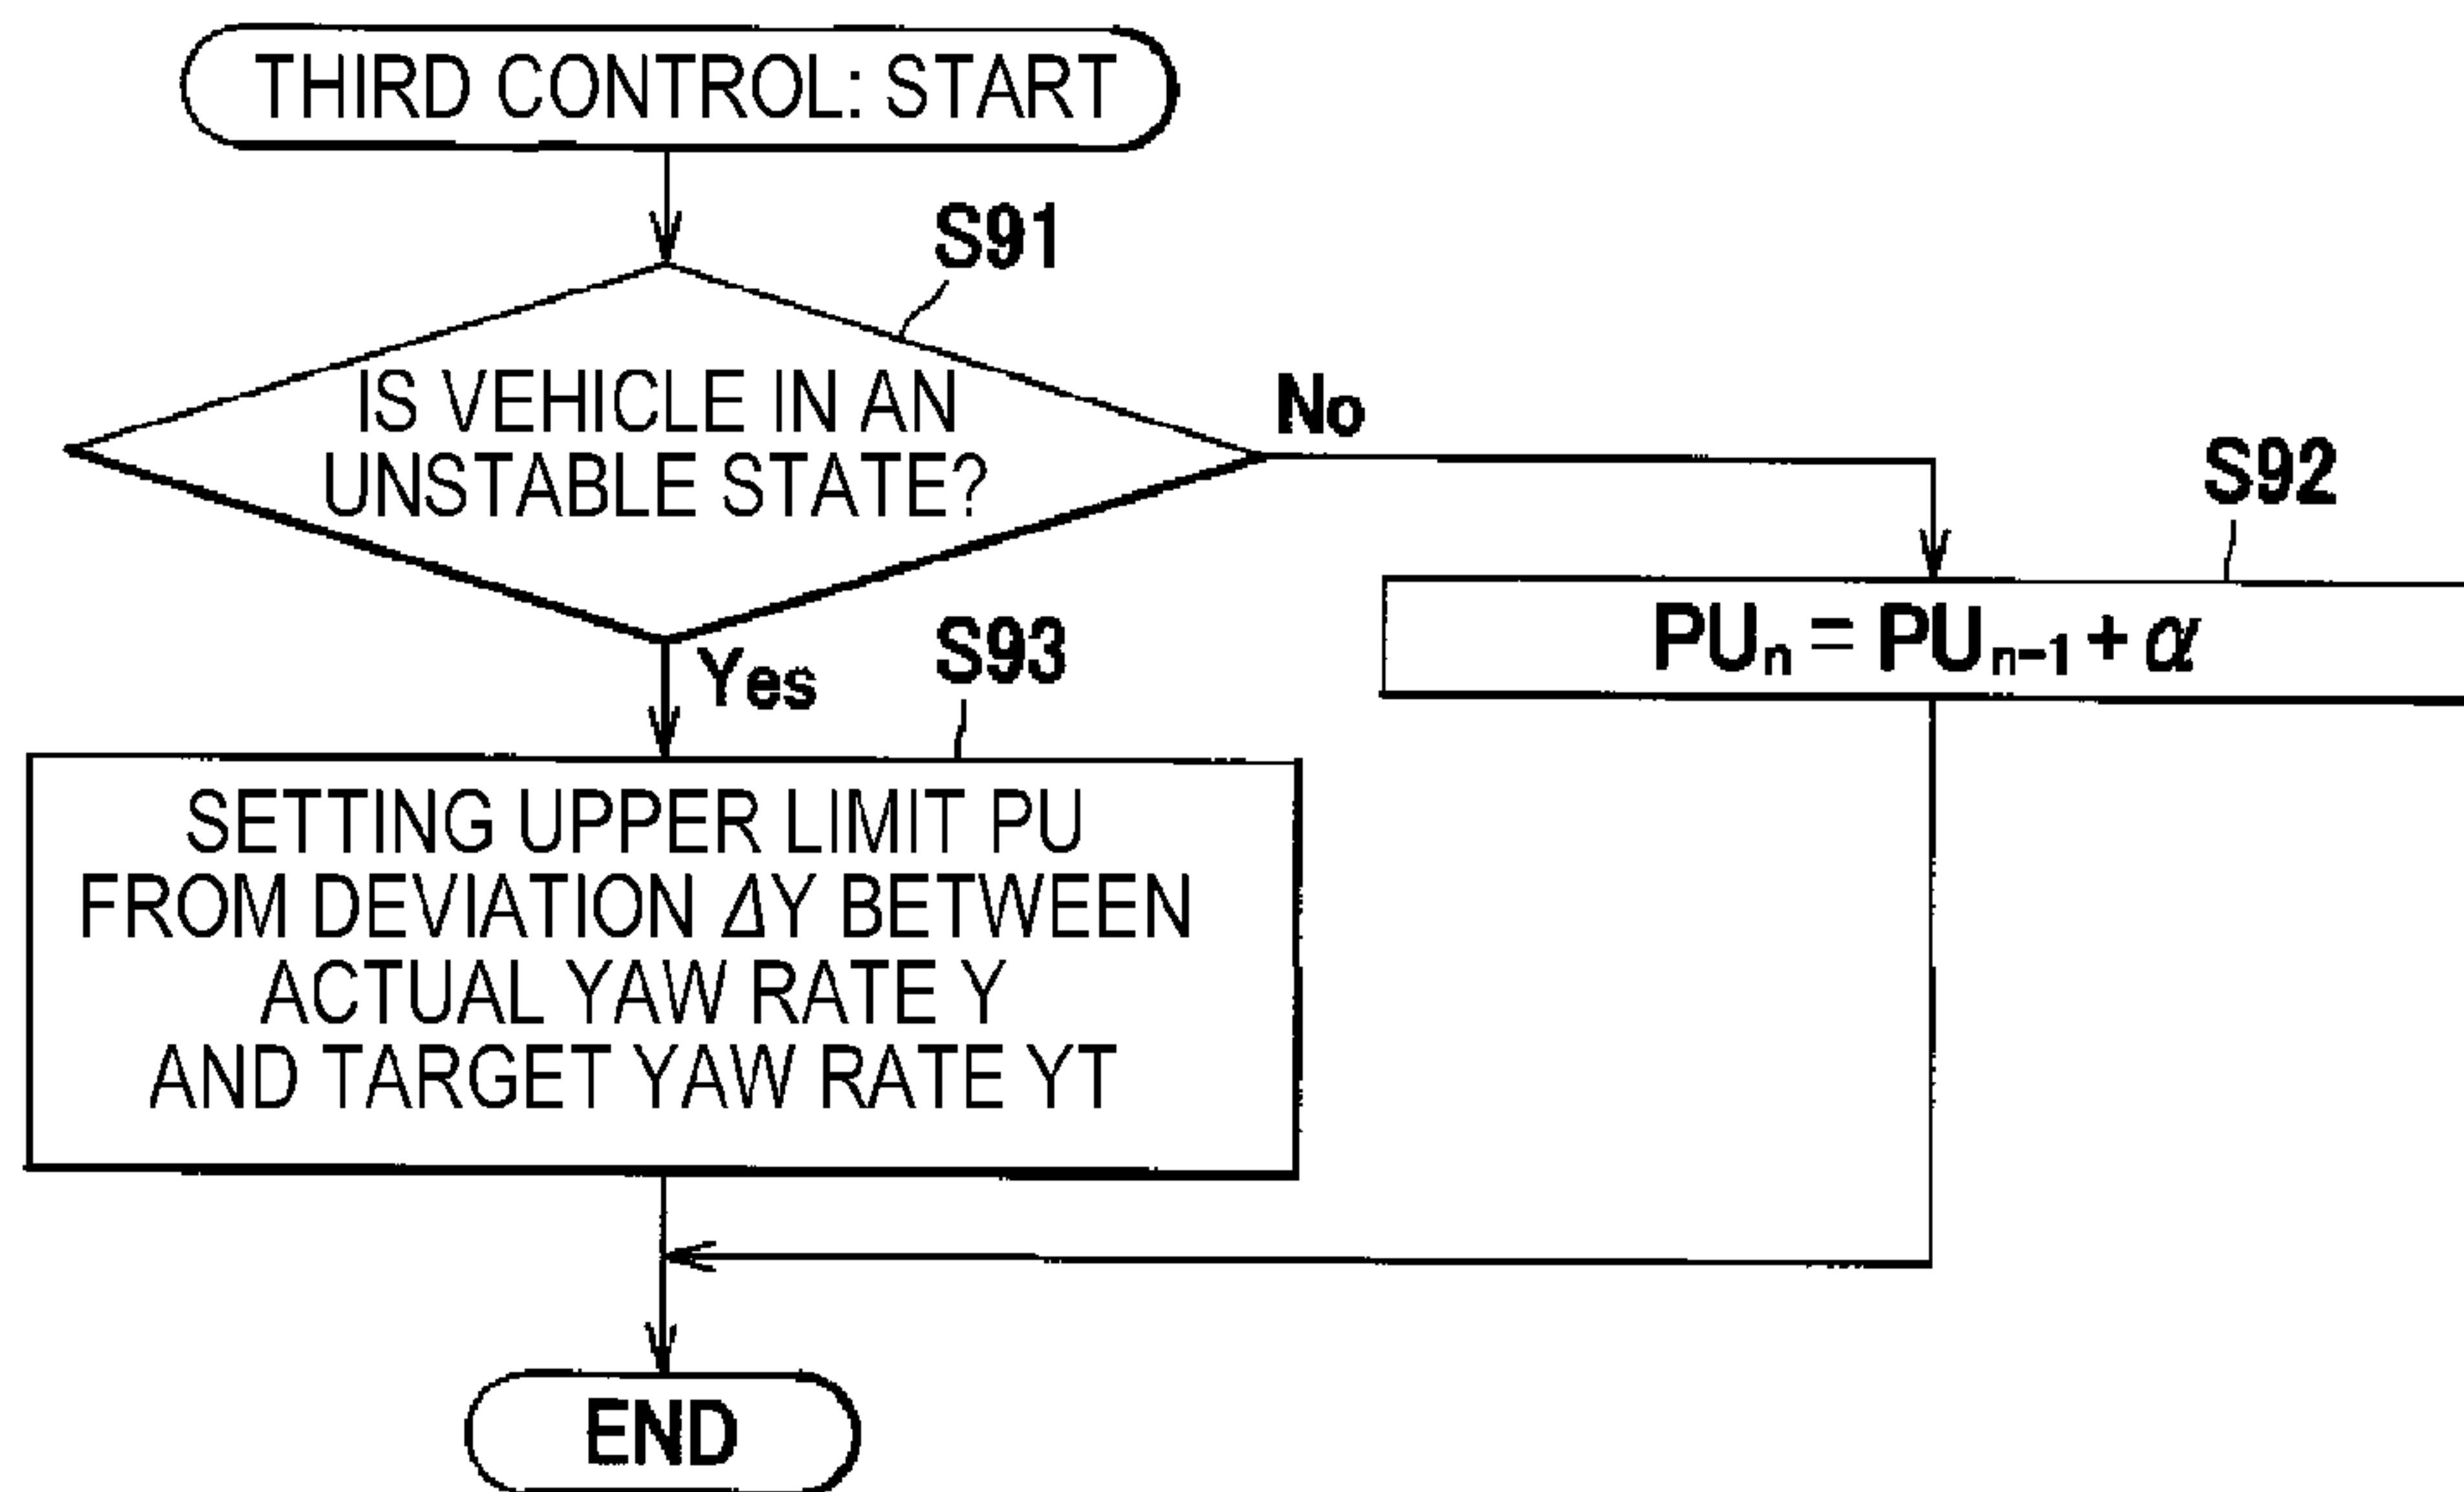 THIRD CONTROL: START
S91
IS VEHICLE IN AN
UNSTABLE STATE?
No
S92
PUn = PUn-1 + α
Yes
S93
SETTING UPPER LIMIT PU
FROM DEVIATION ΔY BETWEEN
ACTUAL YAW RATE Y
AND TARGET YAW RATE YT
END